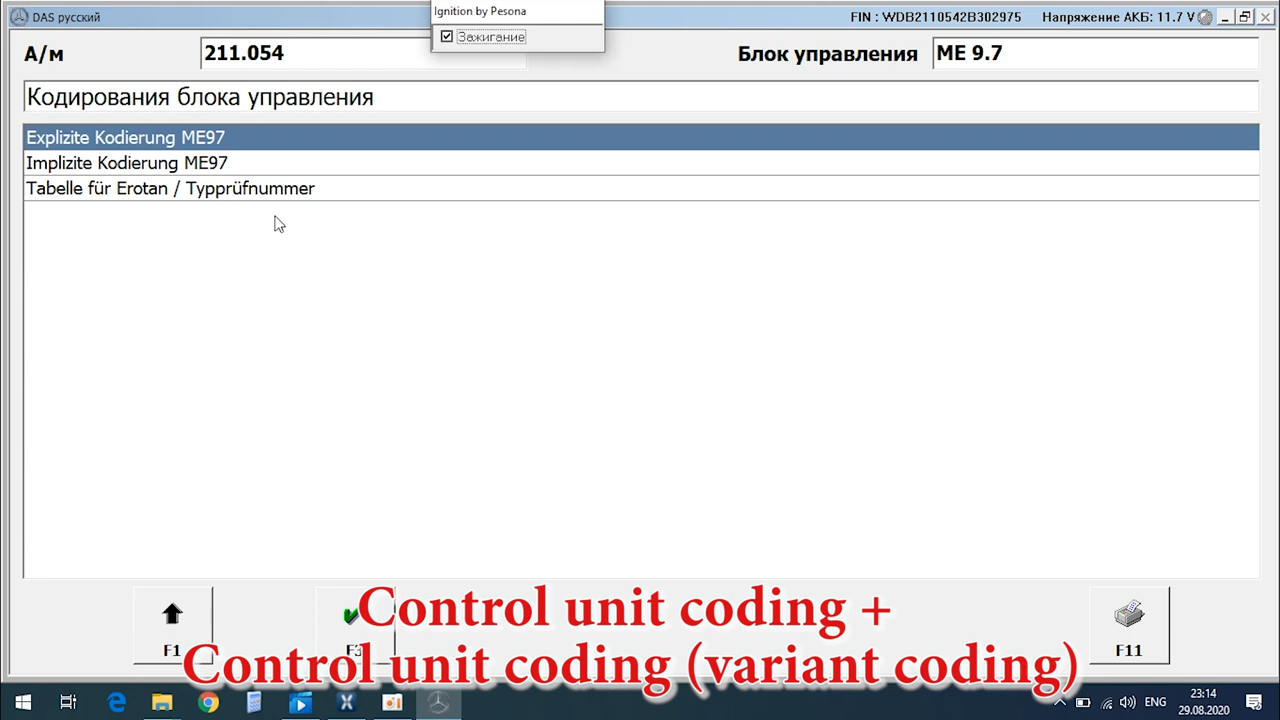 DAS русский
Ignition by Pesona
FIN : WDB2110542B302975
Напряжение АКБ: 11.7 V
Зажигание
А/м
211.054
Блок управления
ME 9.7
Кодирования блока управления
Explizite Kodierung ME97
Implizite Kodierung ME97
Tabelle für Erotan / Typprüfnummer
Control unit coding +
F1
F3
F11
Control unit coding (variant coding)
ENG
23:14
29.08.2020